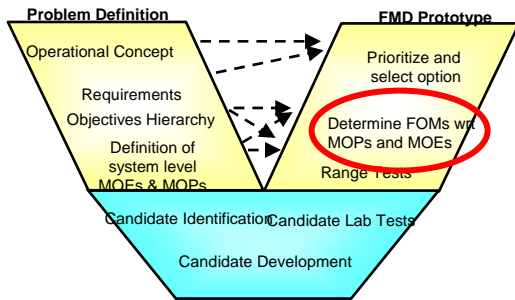 Problem Definition
FMD Prototype
Operational Concept
Requirements
Objectives Hierarchy
Definition of
system level
MOEs & MOPs
Prioritize and
select option
Determine FOMs wrt
MOPs and MOEs
Range Tests
Candidate Identification
Candidate Lab Tests
Candidate Development